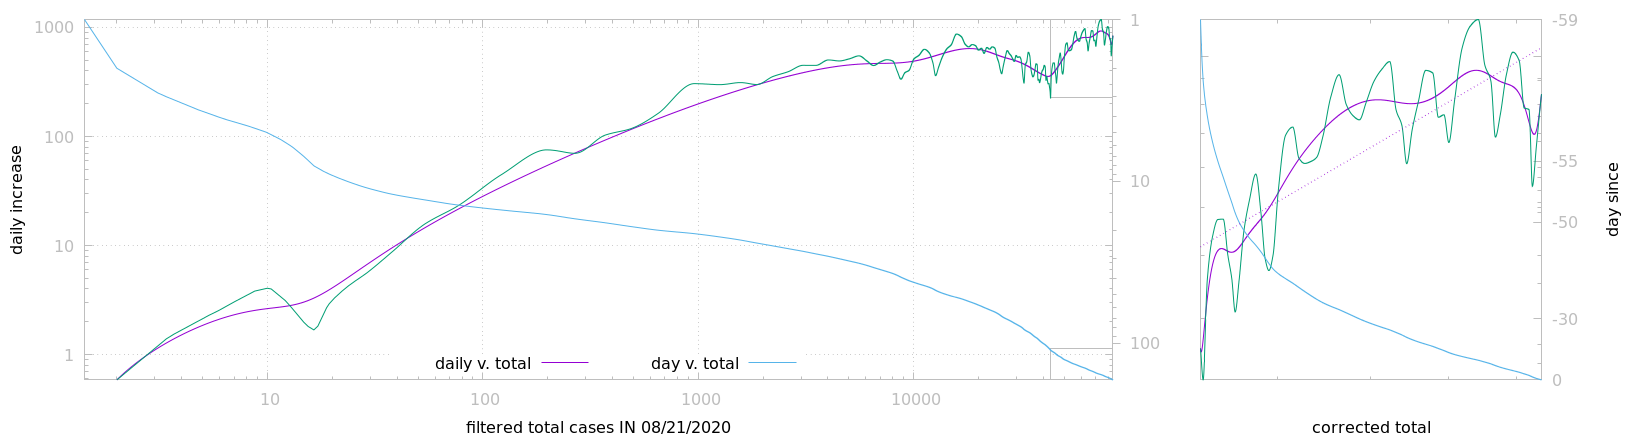 1000
100
10
1
daily increase
10
100
1000
10000
filtered total cases IN 08/21/2020
daily v. total
day v. total
1
10
100
-59
-55
-50
-30
0
day since
corrected total